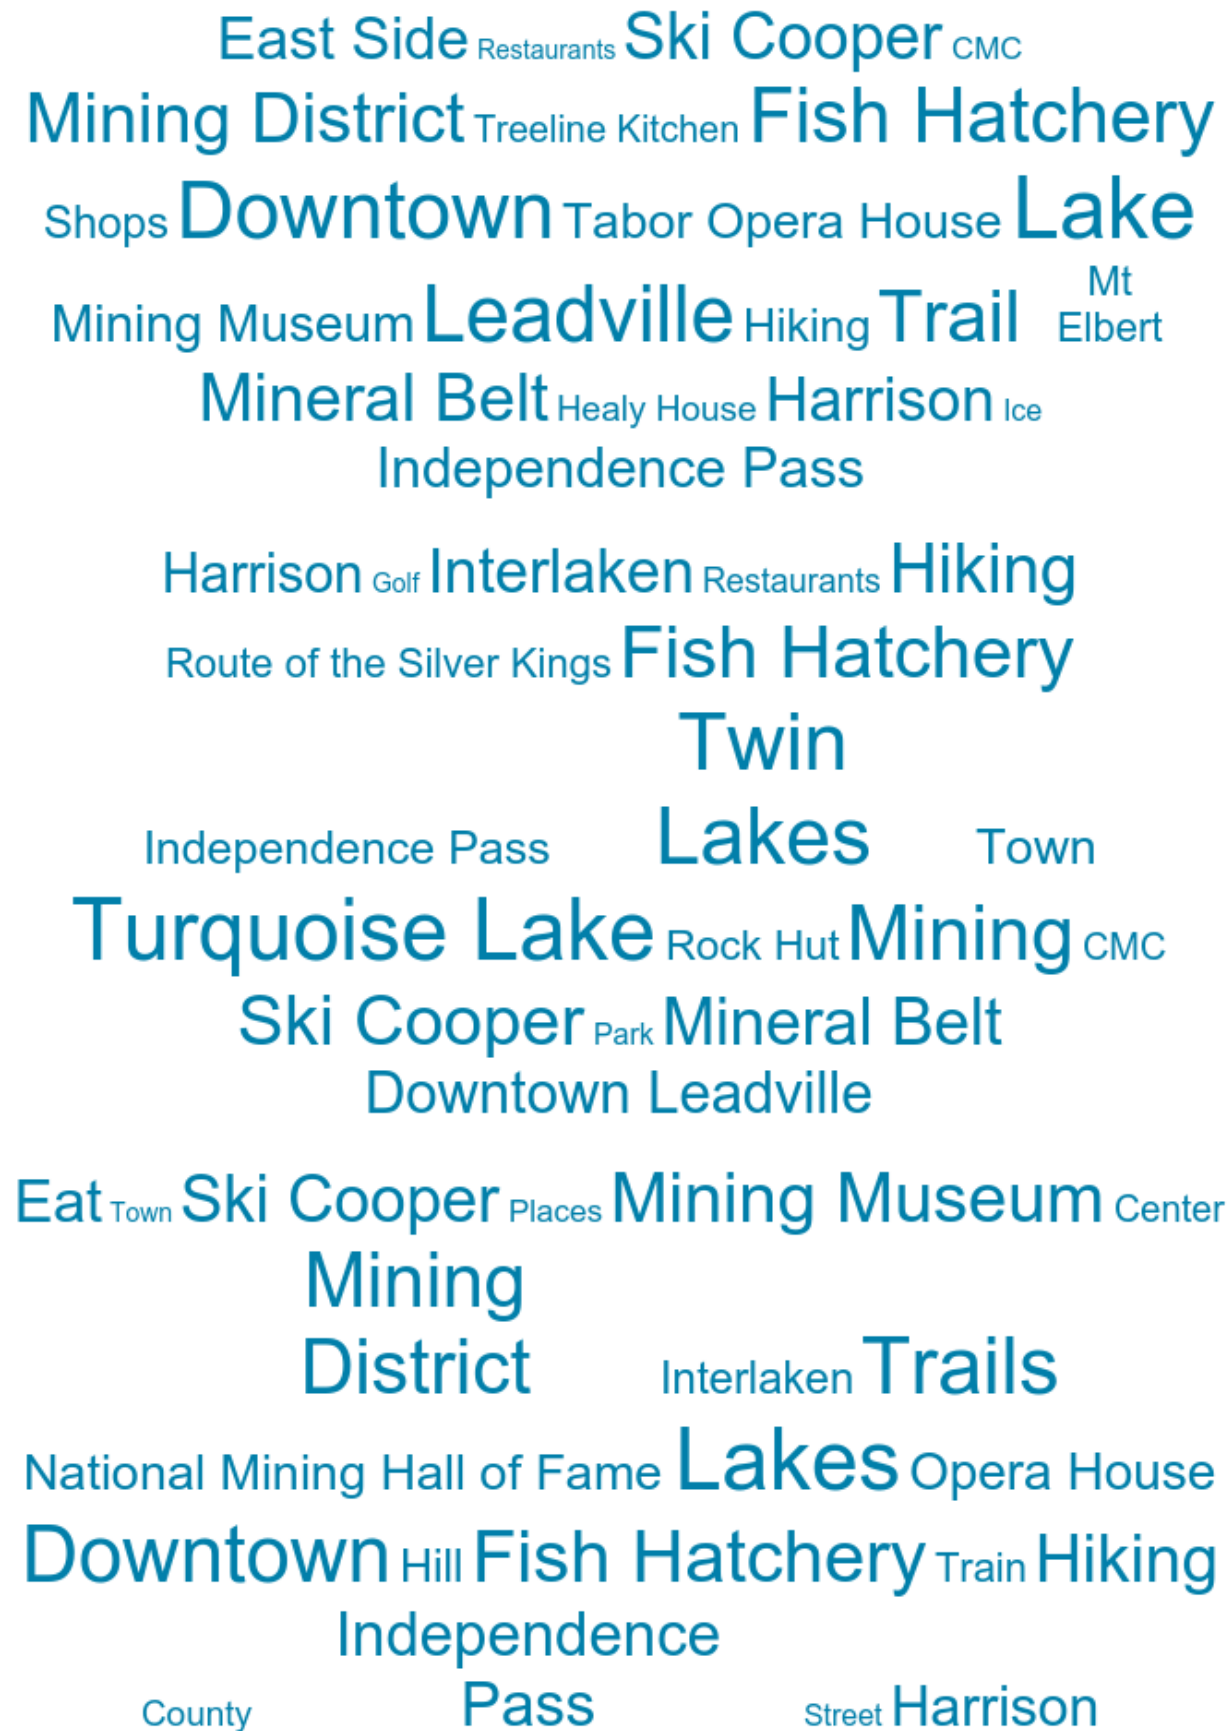 East Side Restaurants Ski Cooper CMC
Mining District Treeline Kitchen Fish Hatchery
Shops Downtown Tabor Opera House Lake
Mining Museum Leadville Hiking Trail Mt Elbert
Mineral Belt Healy House Harrison Ice
Independence Pass
Harrison Golf Interlaken Restaurants Hiking
Route of the Silver Kings Fish Hatchery
Independence Pass Twin Lakes Town
Turquoise Lake Rock Hut Mining CMC
Ski Cooper Park Mineral Belt
Downtown Leadville
Eat Town Ski Cooper Places Mining Museum Center
Mining District Interlaken Trails
National Mining Hall of Fame Lakes Opera House
Downtown Hill Fish Hatchery Train Hiking
County Independence Pass Street Harrison